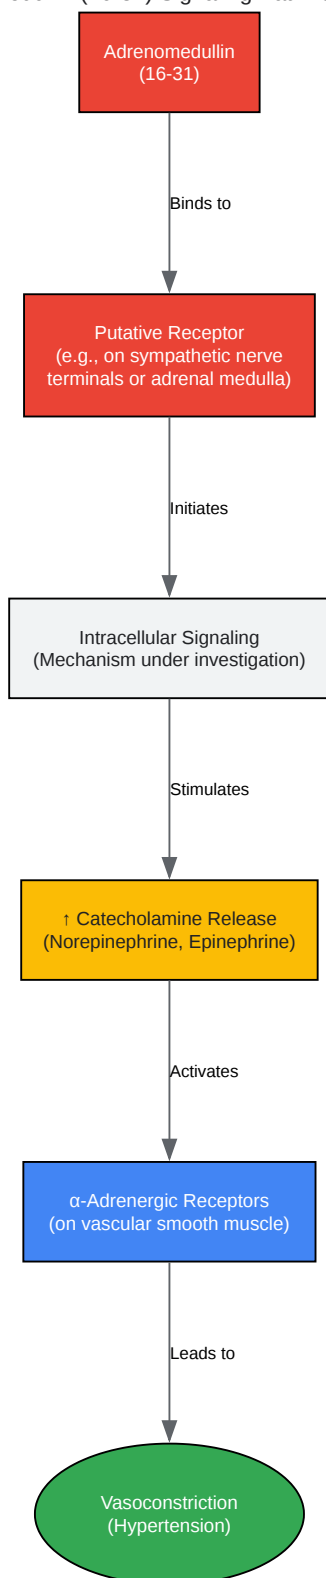 Adrenomedullin
(16-31)
Binds to
Putative Receptor
(e.g., on sympathetic nerve
terminals or adrenal medulla)
Initiates
Intracellular Signaling
(Mechanism under investigation)
Stimulates
↑ Catecholamine Release
(Norepinephrine, Epinephrine)
Activates
α-Adrenergic Receptors
(on vascular smooth muscle)
Leads to
Vasoconstriction
(Hypertension)